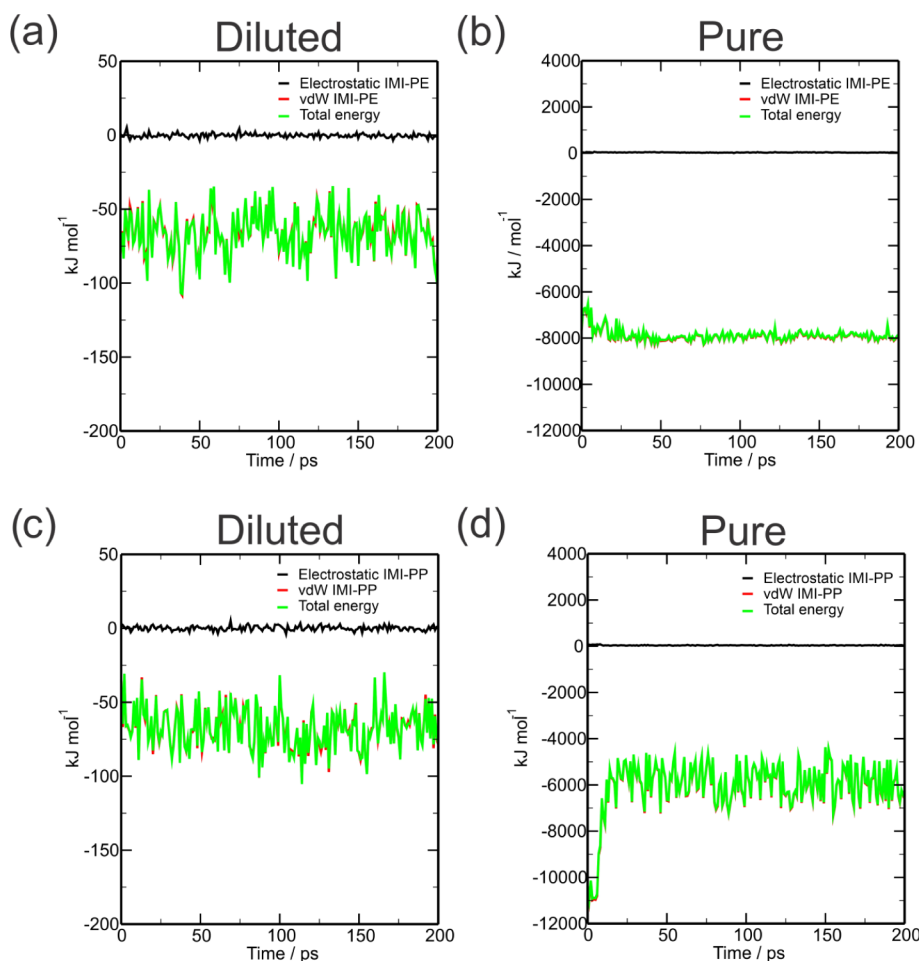 (a) Diluted
50
Electrostatic IMI-PE
vdW IMI-PE
Total energy
0
-50
kJ mol-1
-100
-150
-200
0 50 100 150 200
Time / ps
(b) Pure
4000
Electrostatic IMI-PE
vdW IMI-PE
Total energy
2000
0
-2000
-4000
kJ / mol-1
-6000
-8000
-10000
-12000
0 50 100 150 200
Time / ps
(c) Diluted
50
Electrostatic IMI-PP
vdW IMI-PP
Total energy
0
-50
kJ mol-1
-100
-150
-200
0 50 100 150 200
Time / ps
(d) Pure
4000
Electrostatic IMI-PP
vdW IMI-PP
Total energy
2000
0
-2000
-4000
kJ mol-1
-6000
-8000
-10000
-12000
0 50 100 150 200
Time / ps